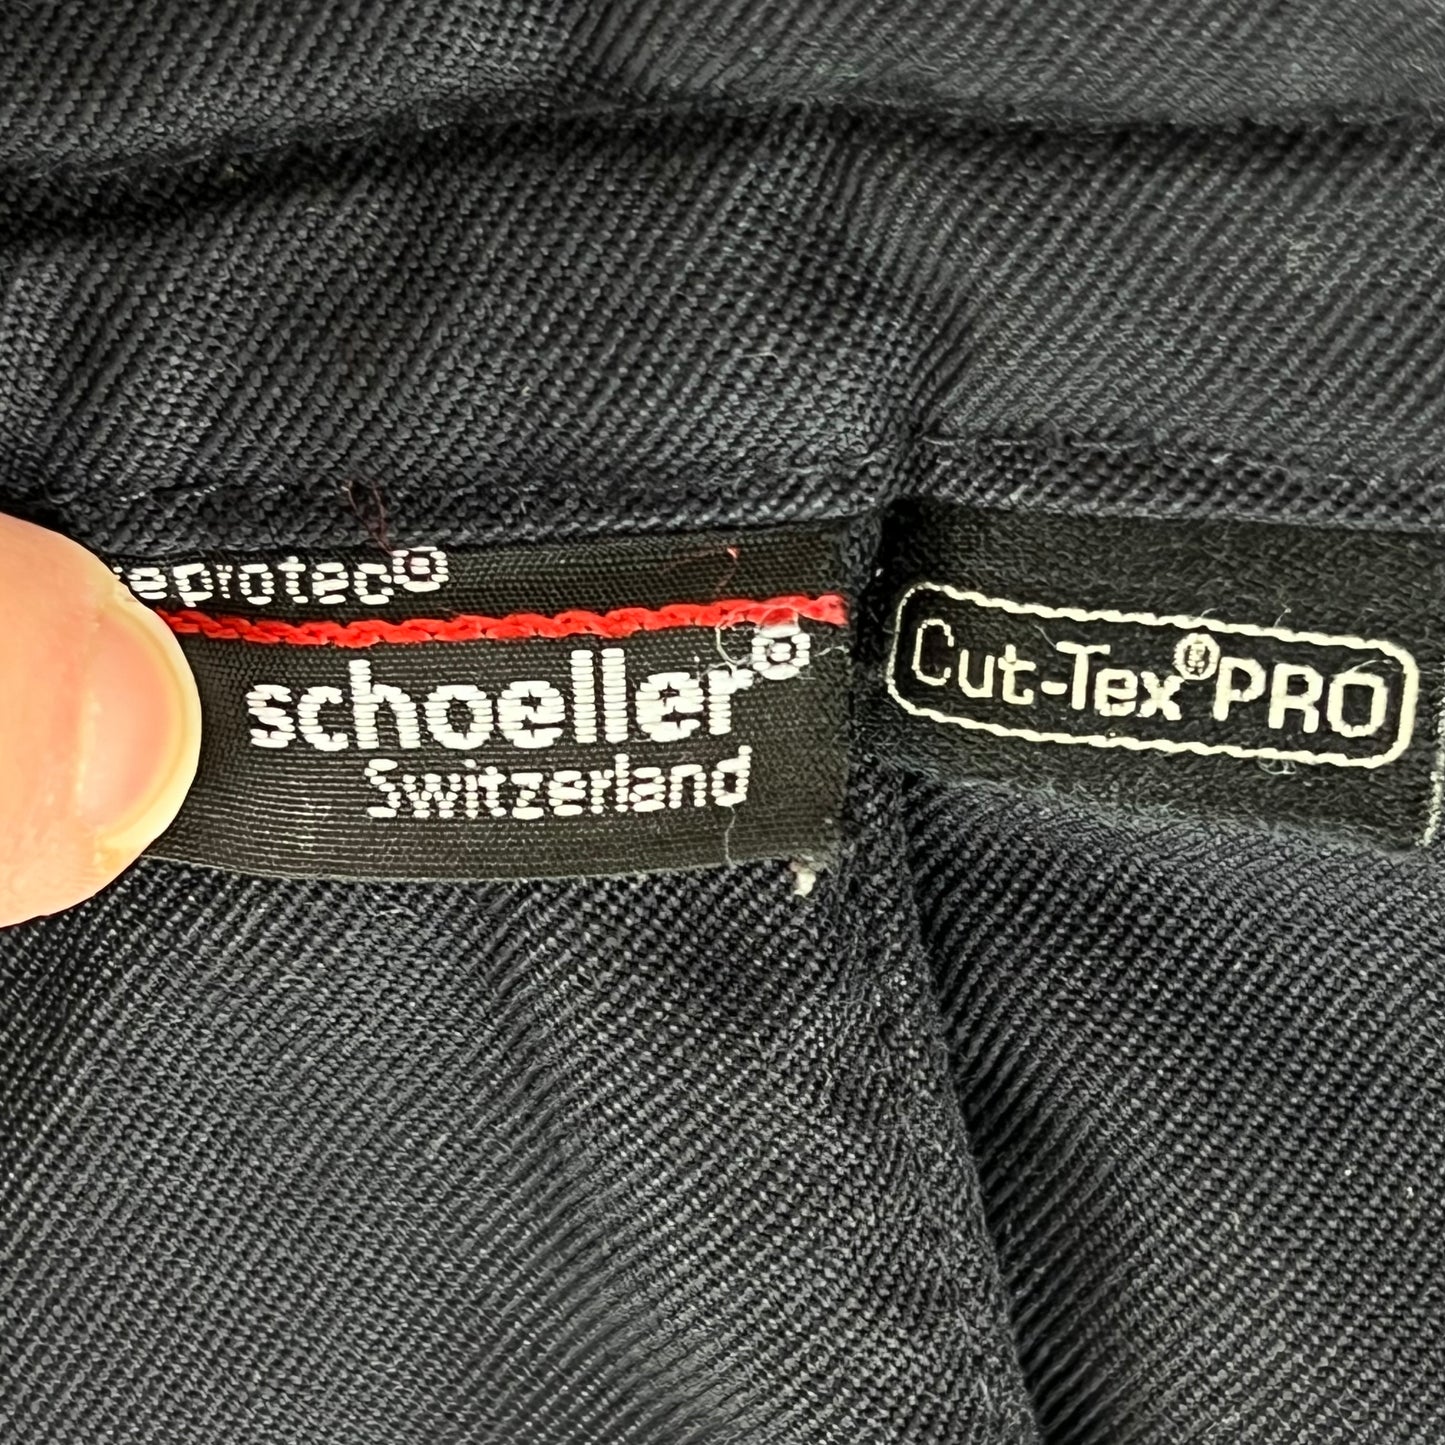 eprotec®
schoeller®
Switzerland
Cut-Tex®PRO